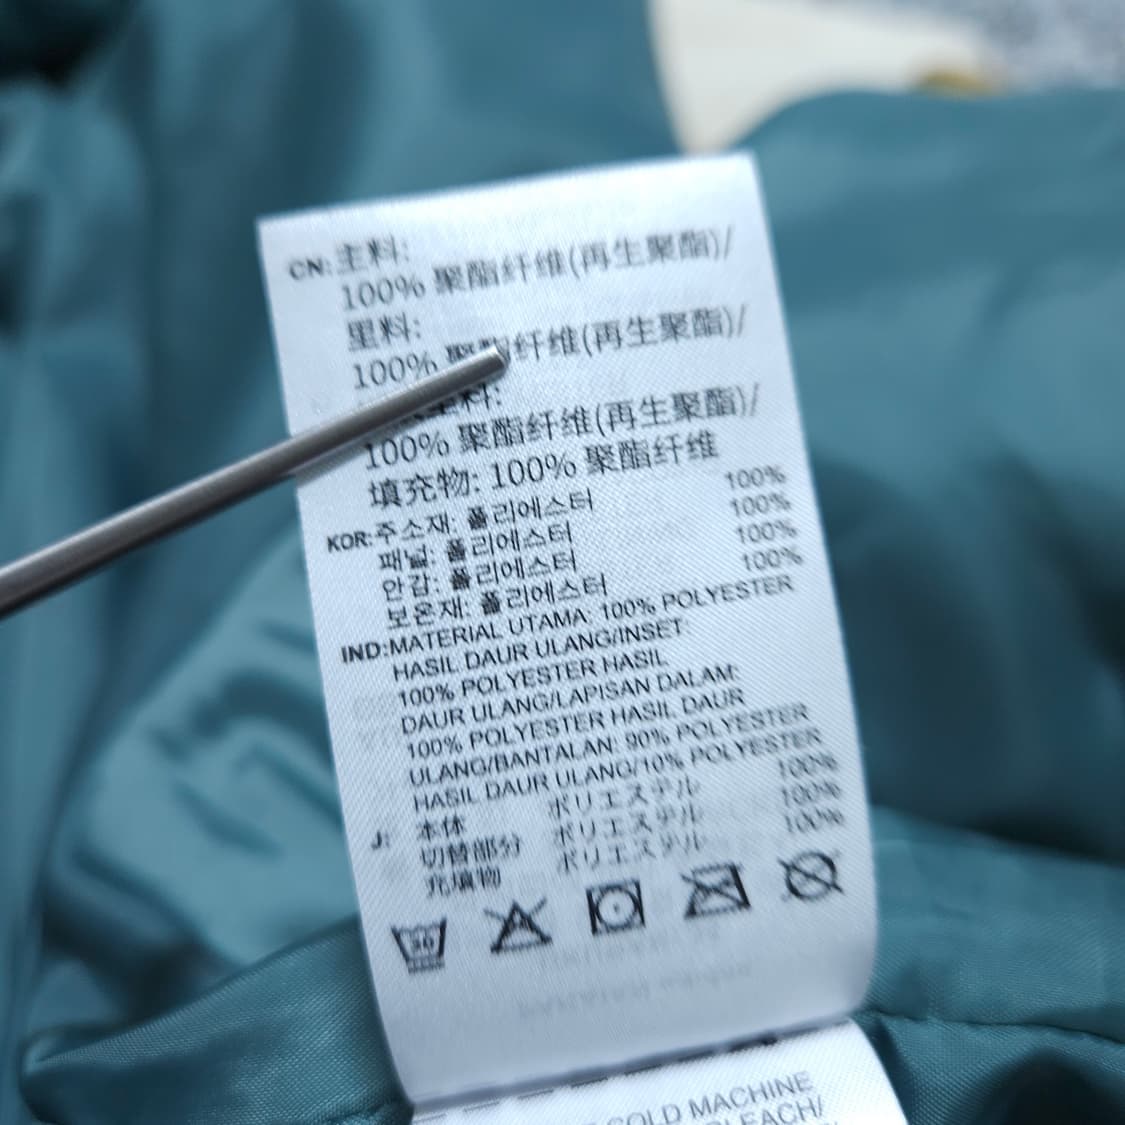 CN:主料:
100% 聚酯纤维(再生聚酯)/
里料:
100% 聚酯纤维(再生聚酯)/
里料:
100% 聚酯纤维(再生聚酯)/
填充物: 100% 聚酯纤维
KOR:주소재: 폴리에스터 100%
패널: 폴리에스터 100%
안감: 폴리에스터 100%
보온재: 폴리에스터 100%
IND:MATERIAL UTAMA: 100% POLYESTER
HASIL DAUR ULANG/INSET:
100% POLYESTER HASIL
DAUR ULANG/LAPISAN DALAM:
100% POLYESTER HASIL DAUR
ULANG/BANTALAN: 90% POLYESTER
HASIL DAUR ULANG/10% POLYESTER
J: 本体 ポリエステル 100%
切替部分 ポリエステル 100%
充填物 ポリエステル 100%
30
COLD MACHINE
BLEACH/